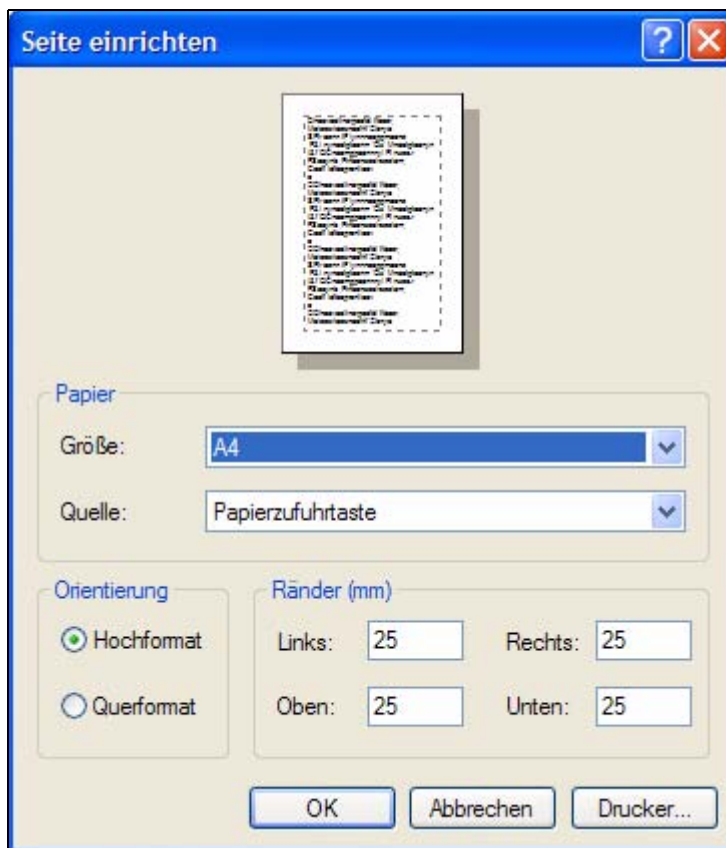 Seite einrichten
Papier
Größe: A4
Quelle: Papierzufuhrtaste
Orientierung
Hochformat
Querformat
Ränder (mm)
Links: 25 Rechts: 25
Oben: 25 Unten: 25
OK Abbrechen Drucker...